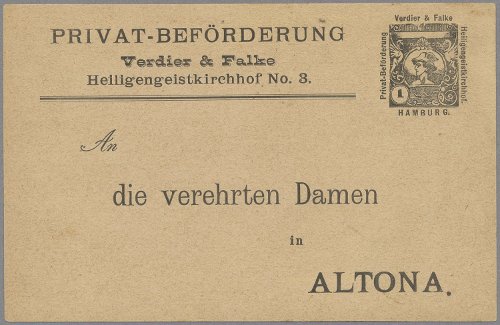 PRIVAT-BEFÖRDERUNG
Verdier & Falke
Heiligengeistkirchhof No. 3.
Verdier & Falke
Privat-Beförderung
Heiligengeistkirchhof.
1.
HAMBURG.
An
die verehrten Damen
in
ALTONA.